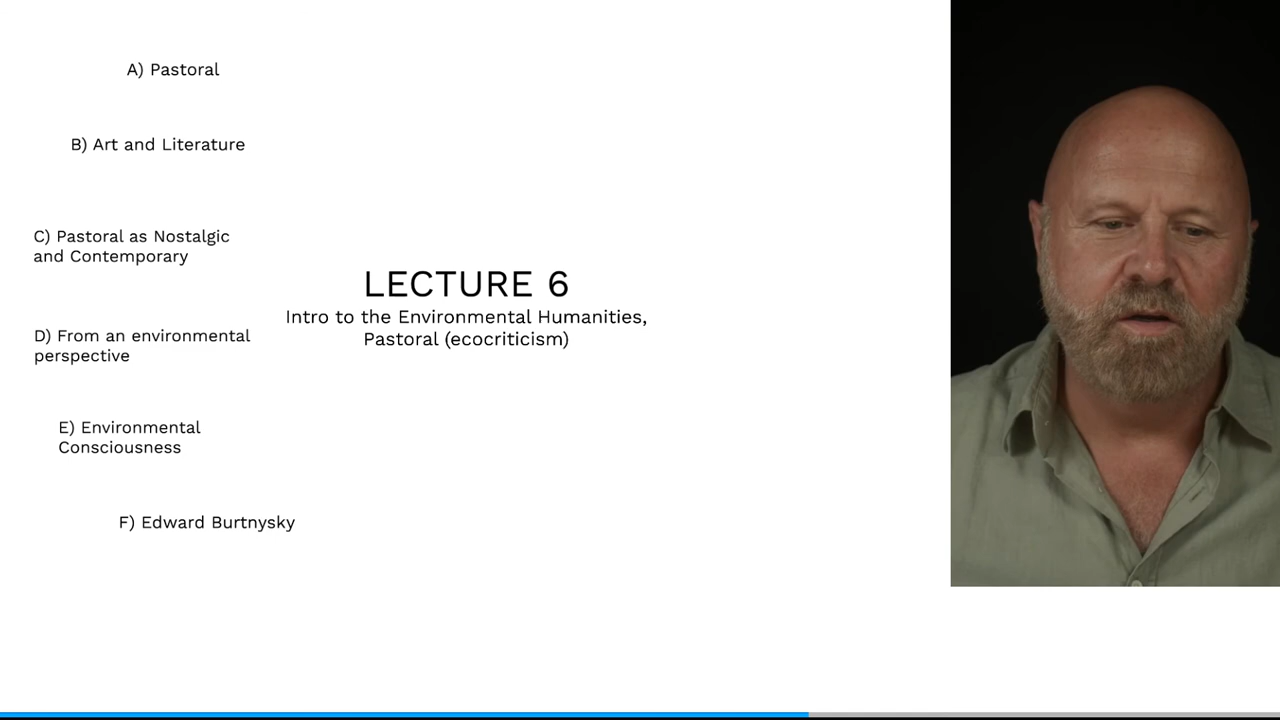 A) Pastoral
B) Art and Literature
C) Pastoral as Nostalgic
and Contemporary
D) From an environmental
perspective
E) Environmental
Consciousness
F) Edward Burtnysky
LECTURE 6
Intro to the Environmental Humanities,
Pastoral (ecocriticism)